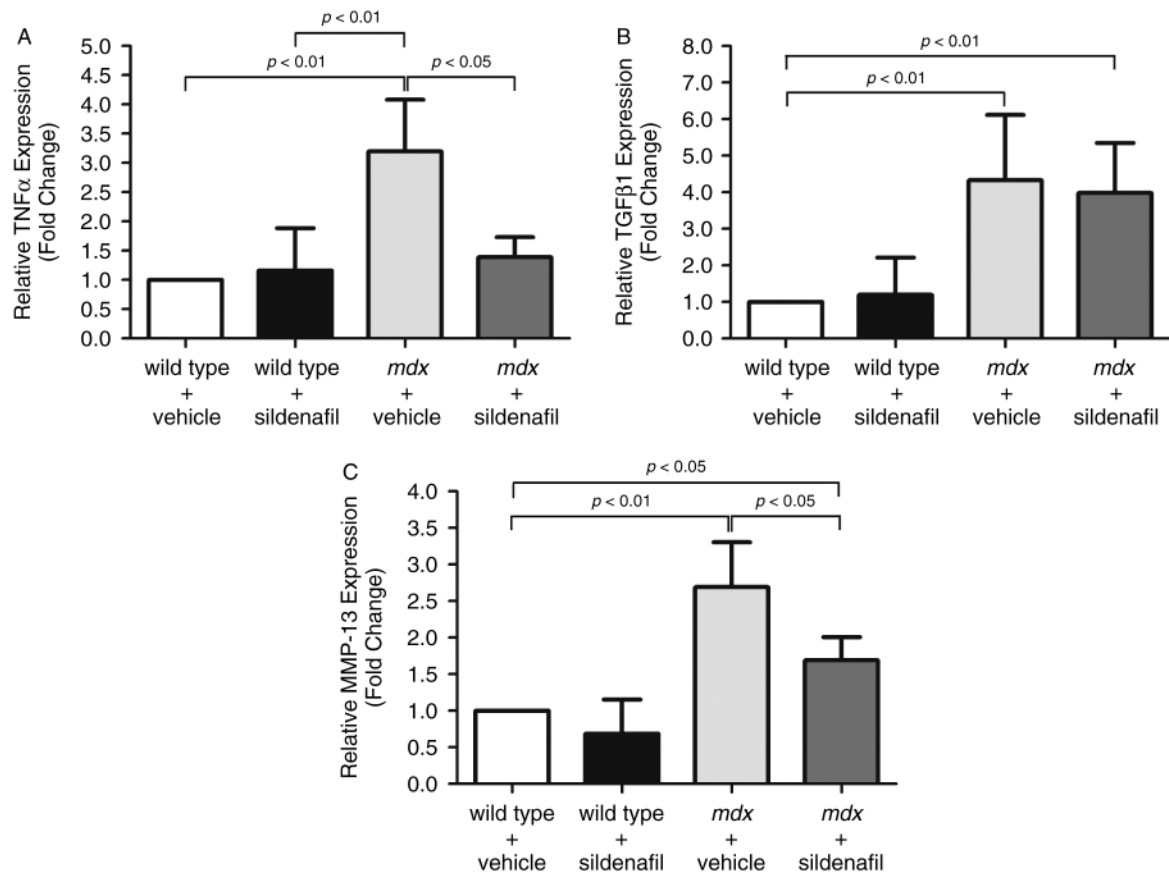 A
Relative TNFα Expression
(Fold Change)
5.0
4.5
4.0
3.5
3.0
2.5
2.0
1.5
1.0
0.5
0.0
p < 0.01
p < 0.01
p < 0.05
wild type
+
vehicle
wild type
+
sildenafil
mdx
+
vehicle
mdx
+
sildenafil
B
Relative TGFβ1 Expression
(Fold Change)
8.0
7.0
6.0
5.0
4.0
3.0
2.0
1.0
0.0
p < 0.01
p < 0.01
wild type
+
vehicle
wild type
+
sildenafil
mdx
+
vehicle
mdx
+
sildenafil
C
Relative MMP-13 Expression
(Fold Change)
4.0
3.5
3.0
2.5
2.0
1.5
1.0
0.5
0.0
p < 0.05
p < 0.01
p < 0.05
wild type
+
vehicle
wild type
+
sildenafil
mdx
+
vehicle
mdx
+
sildenafil